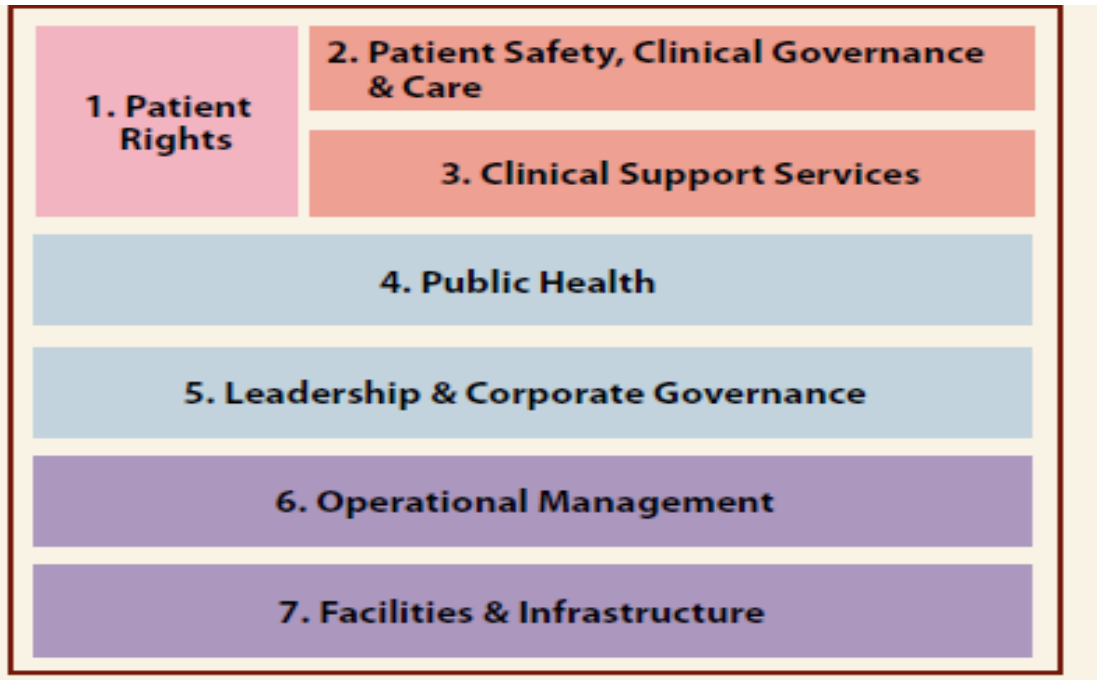 1. Patient
Rights
2. Patient Safety, Clinical Governance
& Care
3. Clinical Support Services
4. Public Health
5. Leadership & Corporate Governance
6. Operational Management
7. Facilities & Infrastructure